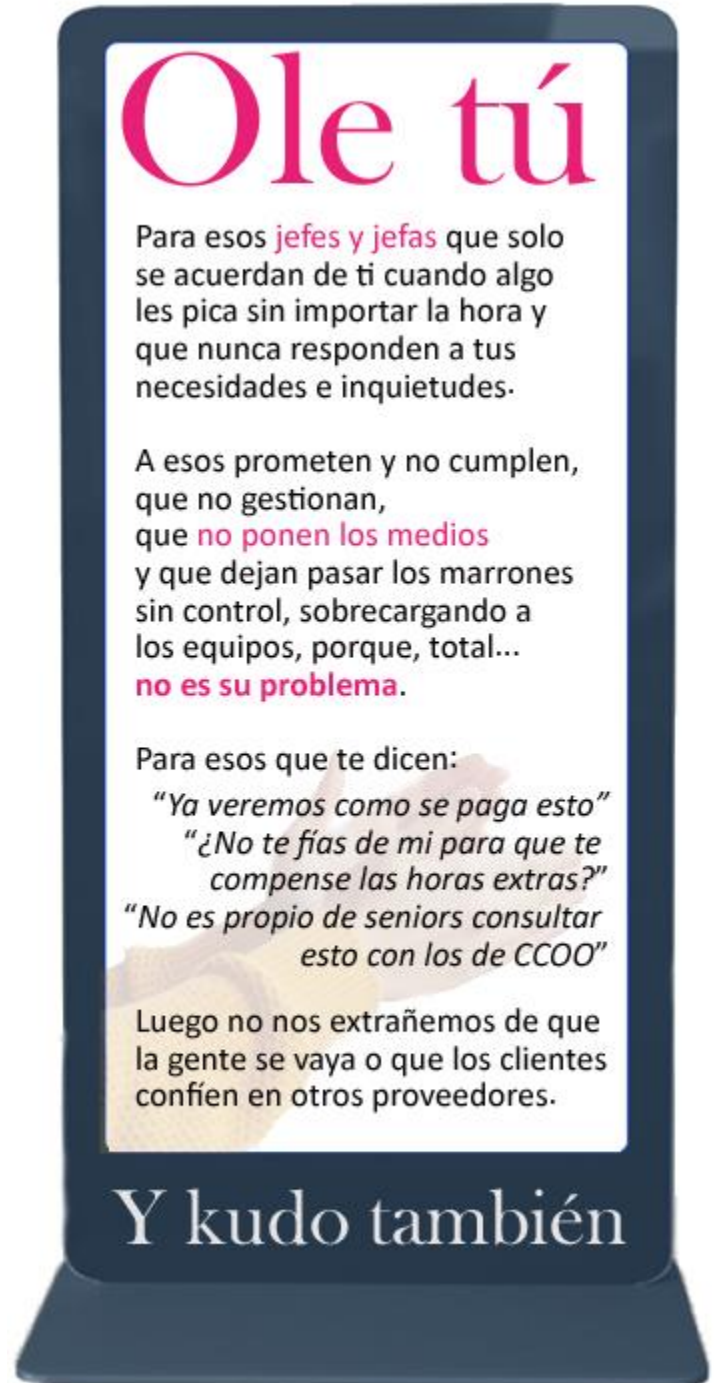 Ole tú
Para esos jefes y jefas que solo
se acuerdan de ti cuando algo
les pica sin importar la hora y
que nunca responden a tus
necesidades e inquietudes.
A esos prometen y no cumplen,
que no gestionan,
que no ponen los medios
y que dejan pasar los marrones
sin control, sobrecargando a
los equipos, porque, total...
no es su problema.
Para esos que te dicen:
“Ya veremos como se paga esto”
“¿No te fías de mi para que te
compense las horas extras?”
“No es propio de seniors consultar
esto con los de CCOO”
Luego no nos extrañemos de que
la gente se vaya o que los clientes
confíen en otros proveedores.
Y kudo también